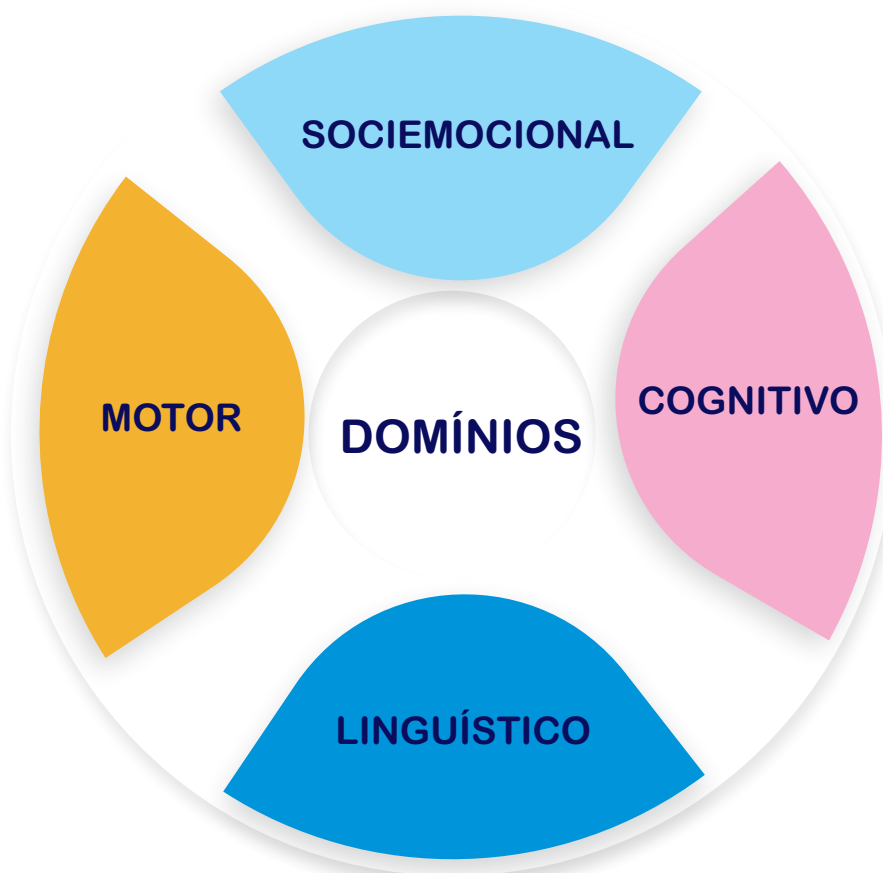 SOCIEMOCIONAL
COGNITIVO
MOTOR
DOMÍNIOS
LINGUÍSTICO